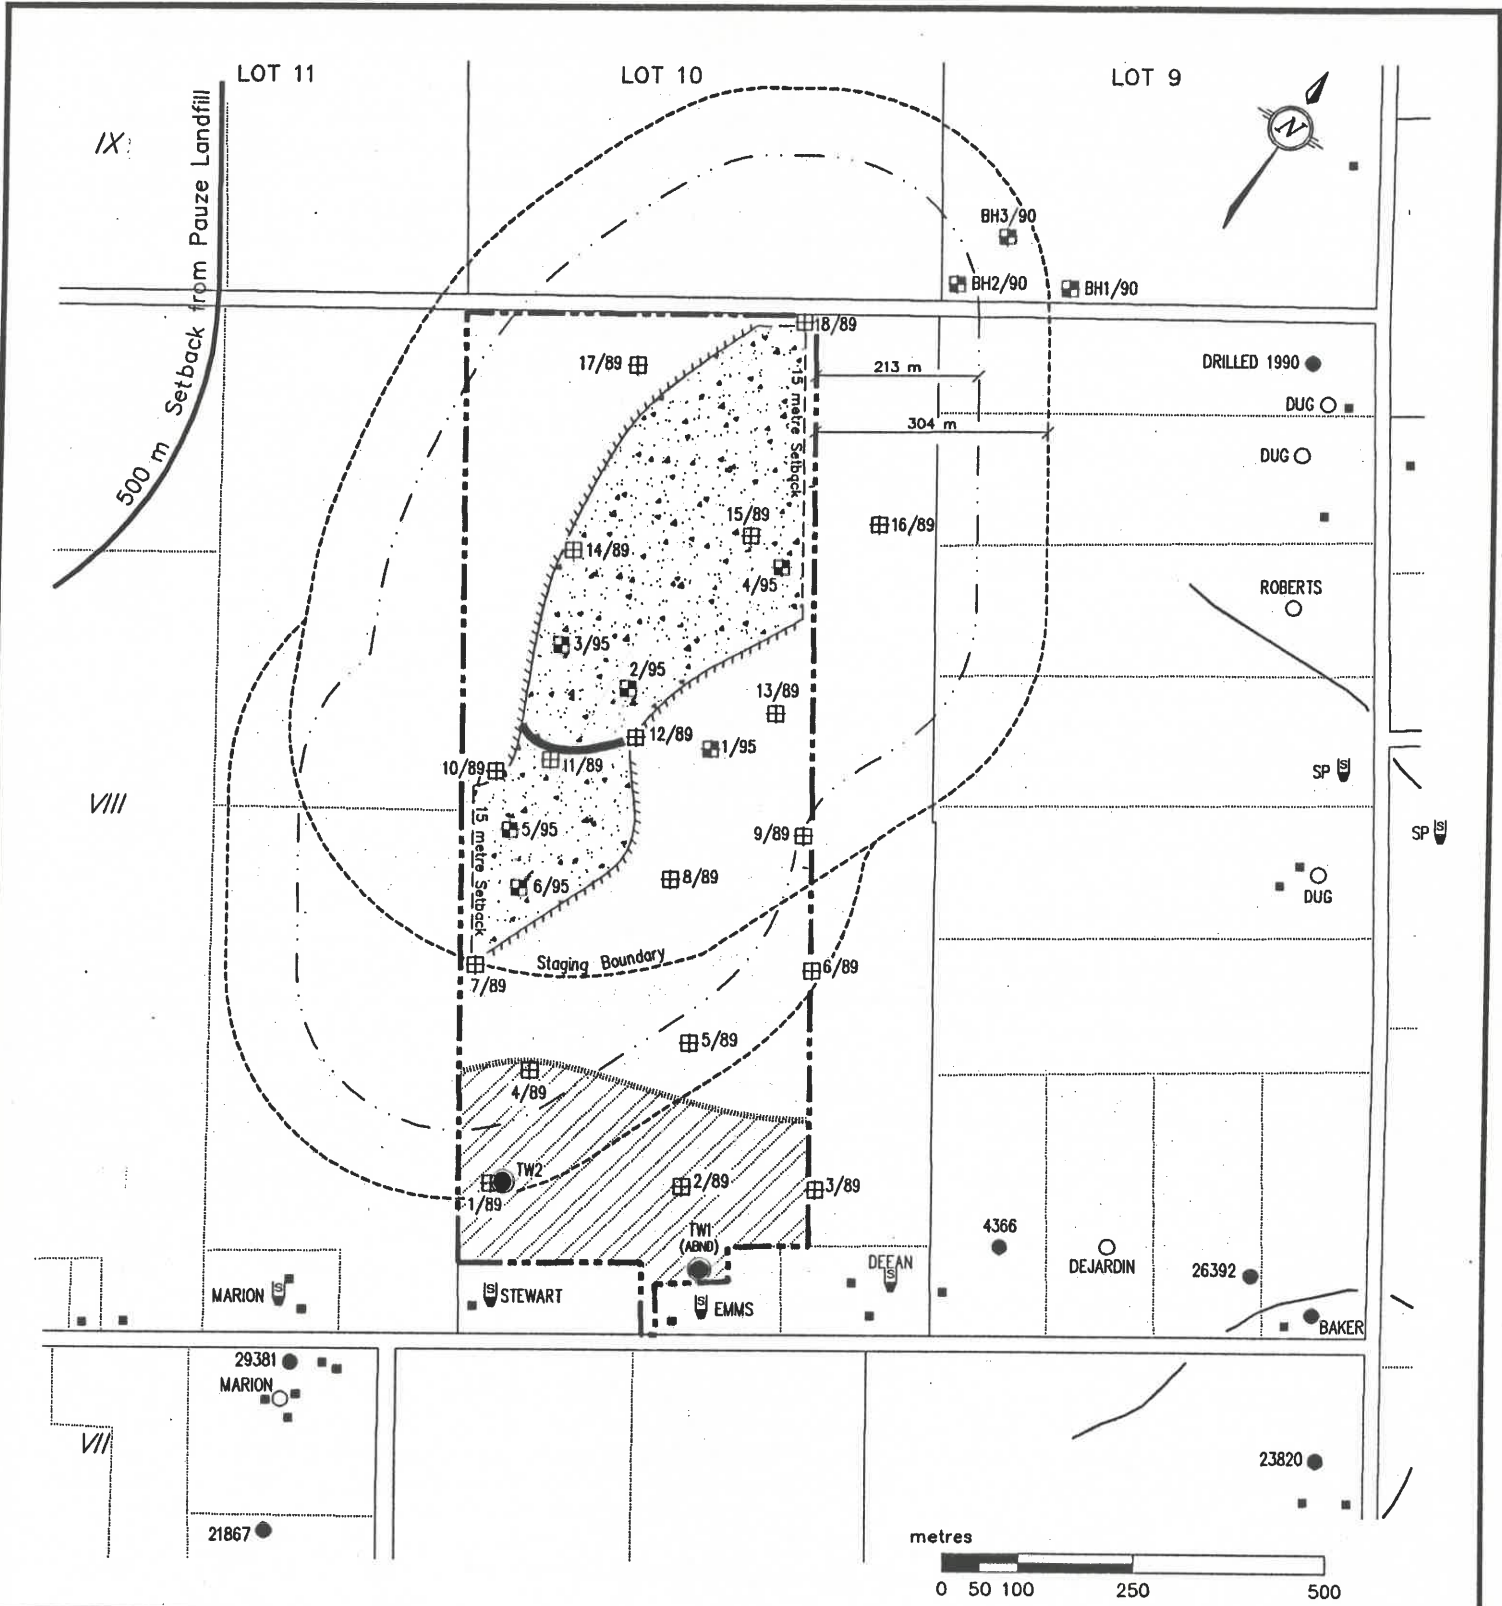 LOT 11
LOT 10
LOT 9
IX
N
500 m Setback from Pauze Landfill
BH3/90
BH2/90
BH1/90
18/89
17/89
213 m
DRILLED 1990
DUG
304 m
DUG
15 metre Setback
15/89
16/89
14/89
4/95
ROBERTS
3/95
2/95
13/89
12/89
1/95
11/89
10/89
SP
S
VIII
5/95
15 metre Setback
9/89
SP
S
6/95
8/89
DUG
Staging Boundary
7/89
6/89
5/89
4/89
TW2
1/89
2/89
3/89
TW1
(ABND)
4366
DEEAN
S
DEJARDIN
26392
MARION
S
S
STEWART
S
EMMS
BAKER
29381
MARION
VII
23820
21867
metres
0 50 100 250 500